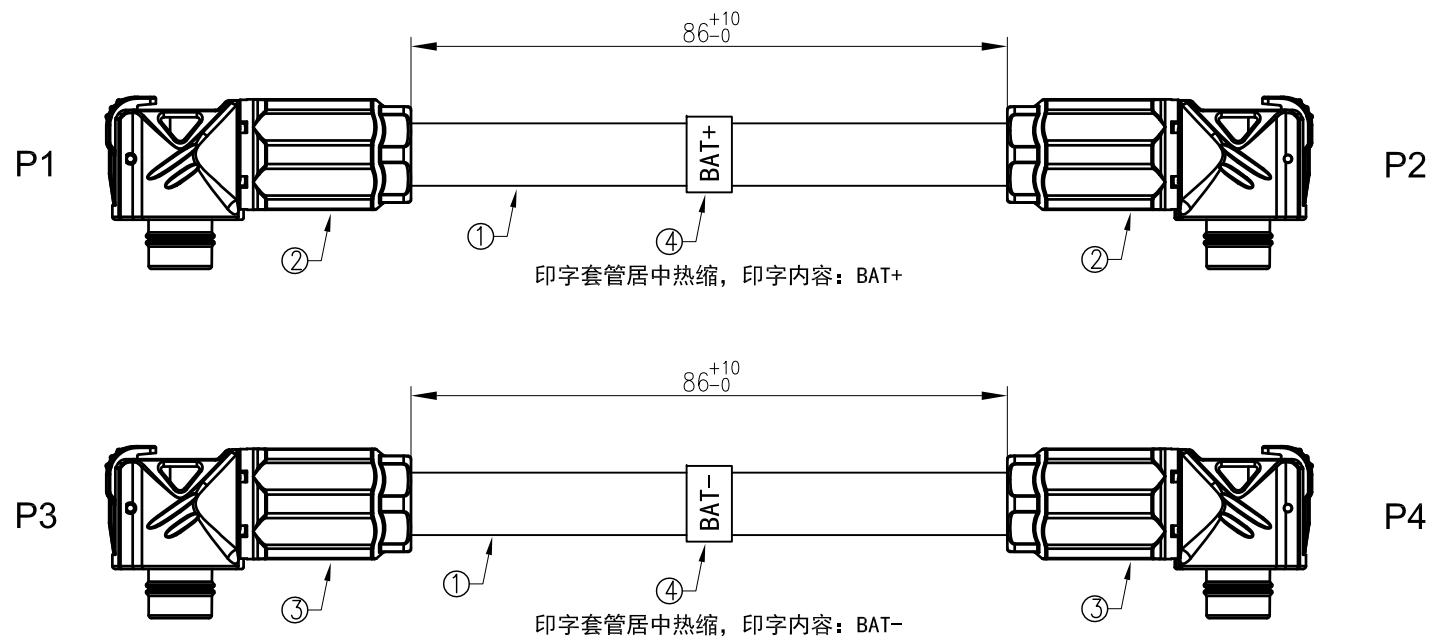 86+10-0
P1
BAT+
P2
② ① ④ ②
印字套管居中热缩，印字内容：BAT+
86+10-0
P3
BAT-
P4
③ ① ④ ③
印字套管居中热缩，印字内容：BAT-